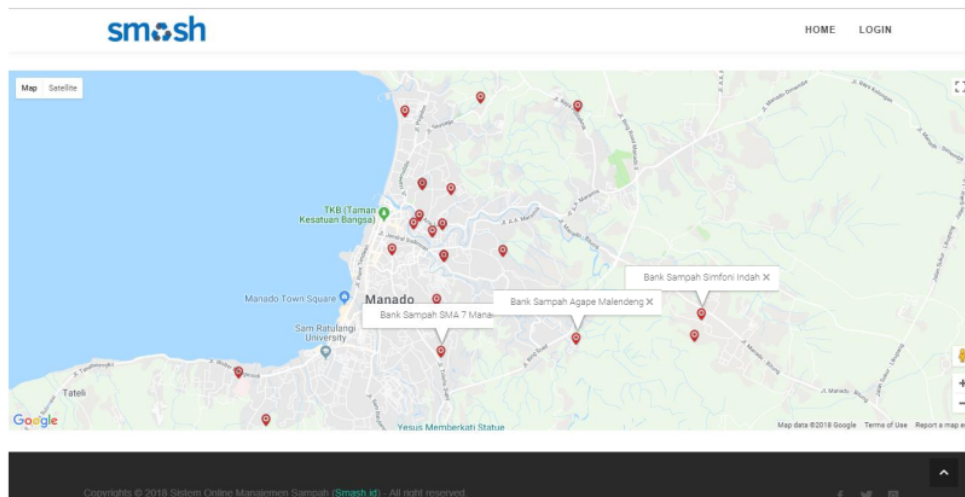 smash
HOME LOGIN
Map Satellite
TKB (Taman
Kesatuan Bangsa)
Bank Sampah Simfoni Indah ×
Manado Town Square
Manado
Bank Sampah Agape Malendeng ×
Bank Sampah SMA 7 Mana
Sam Ratulangi
University
Tateli
Google
Yesus Memberkati Statue
Map data ©2018 Google Terms of Use Report a map e
Copyrights © 2018 Sistem Online Manajemen Sampah (Smash.id) - All right reserved.